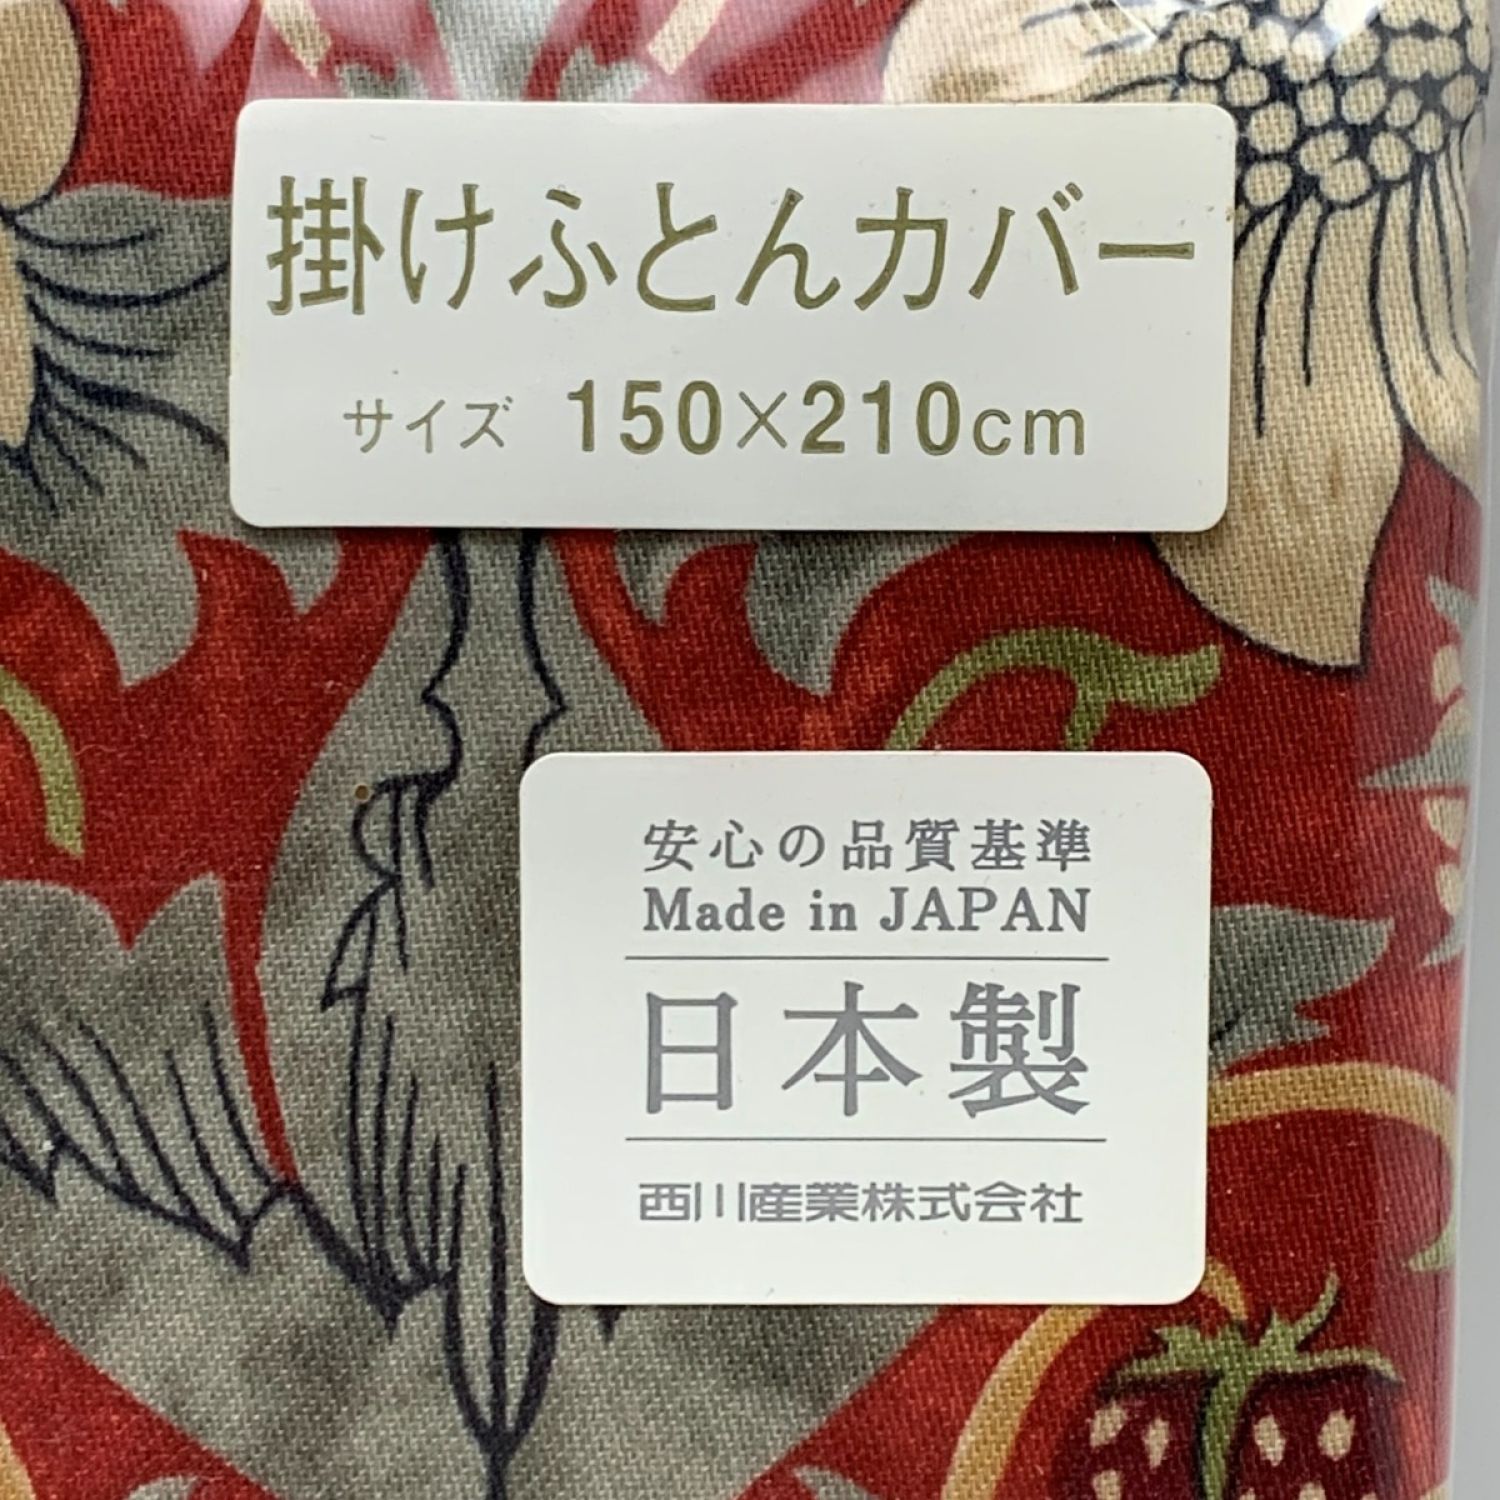 掛けふとんカバー
サイズ 150×210cm
安心の品質基準
Made in JAPAN
日本製
西川産業株式会社